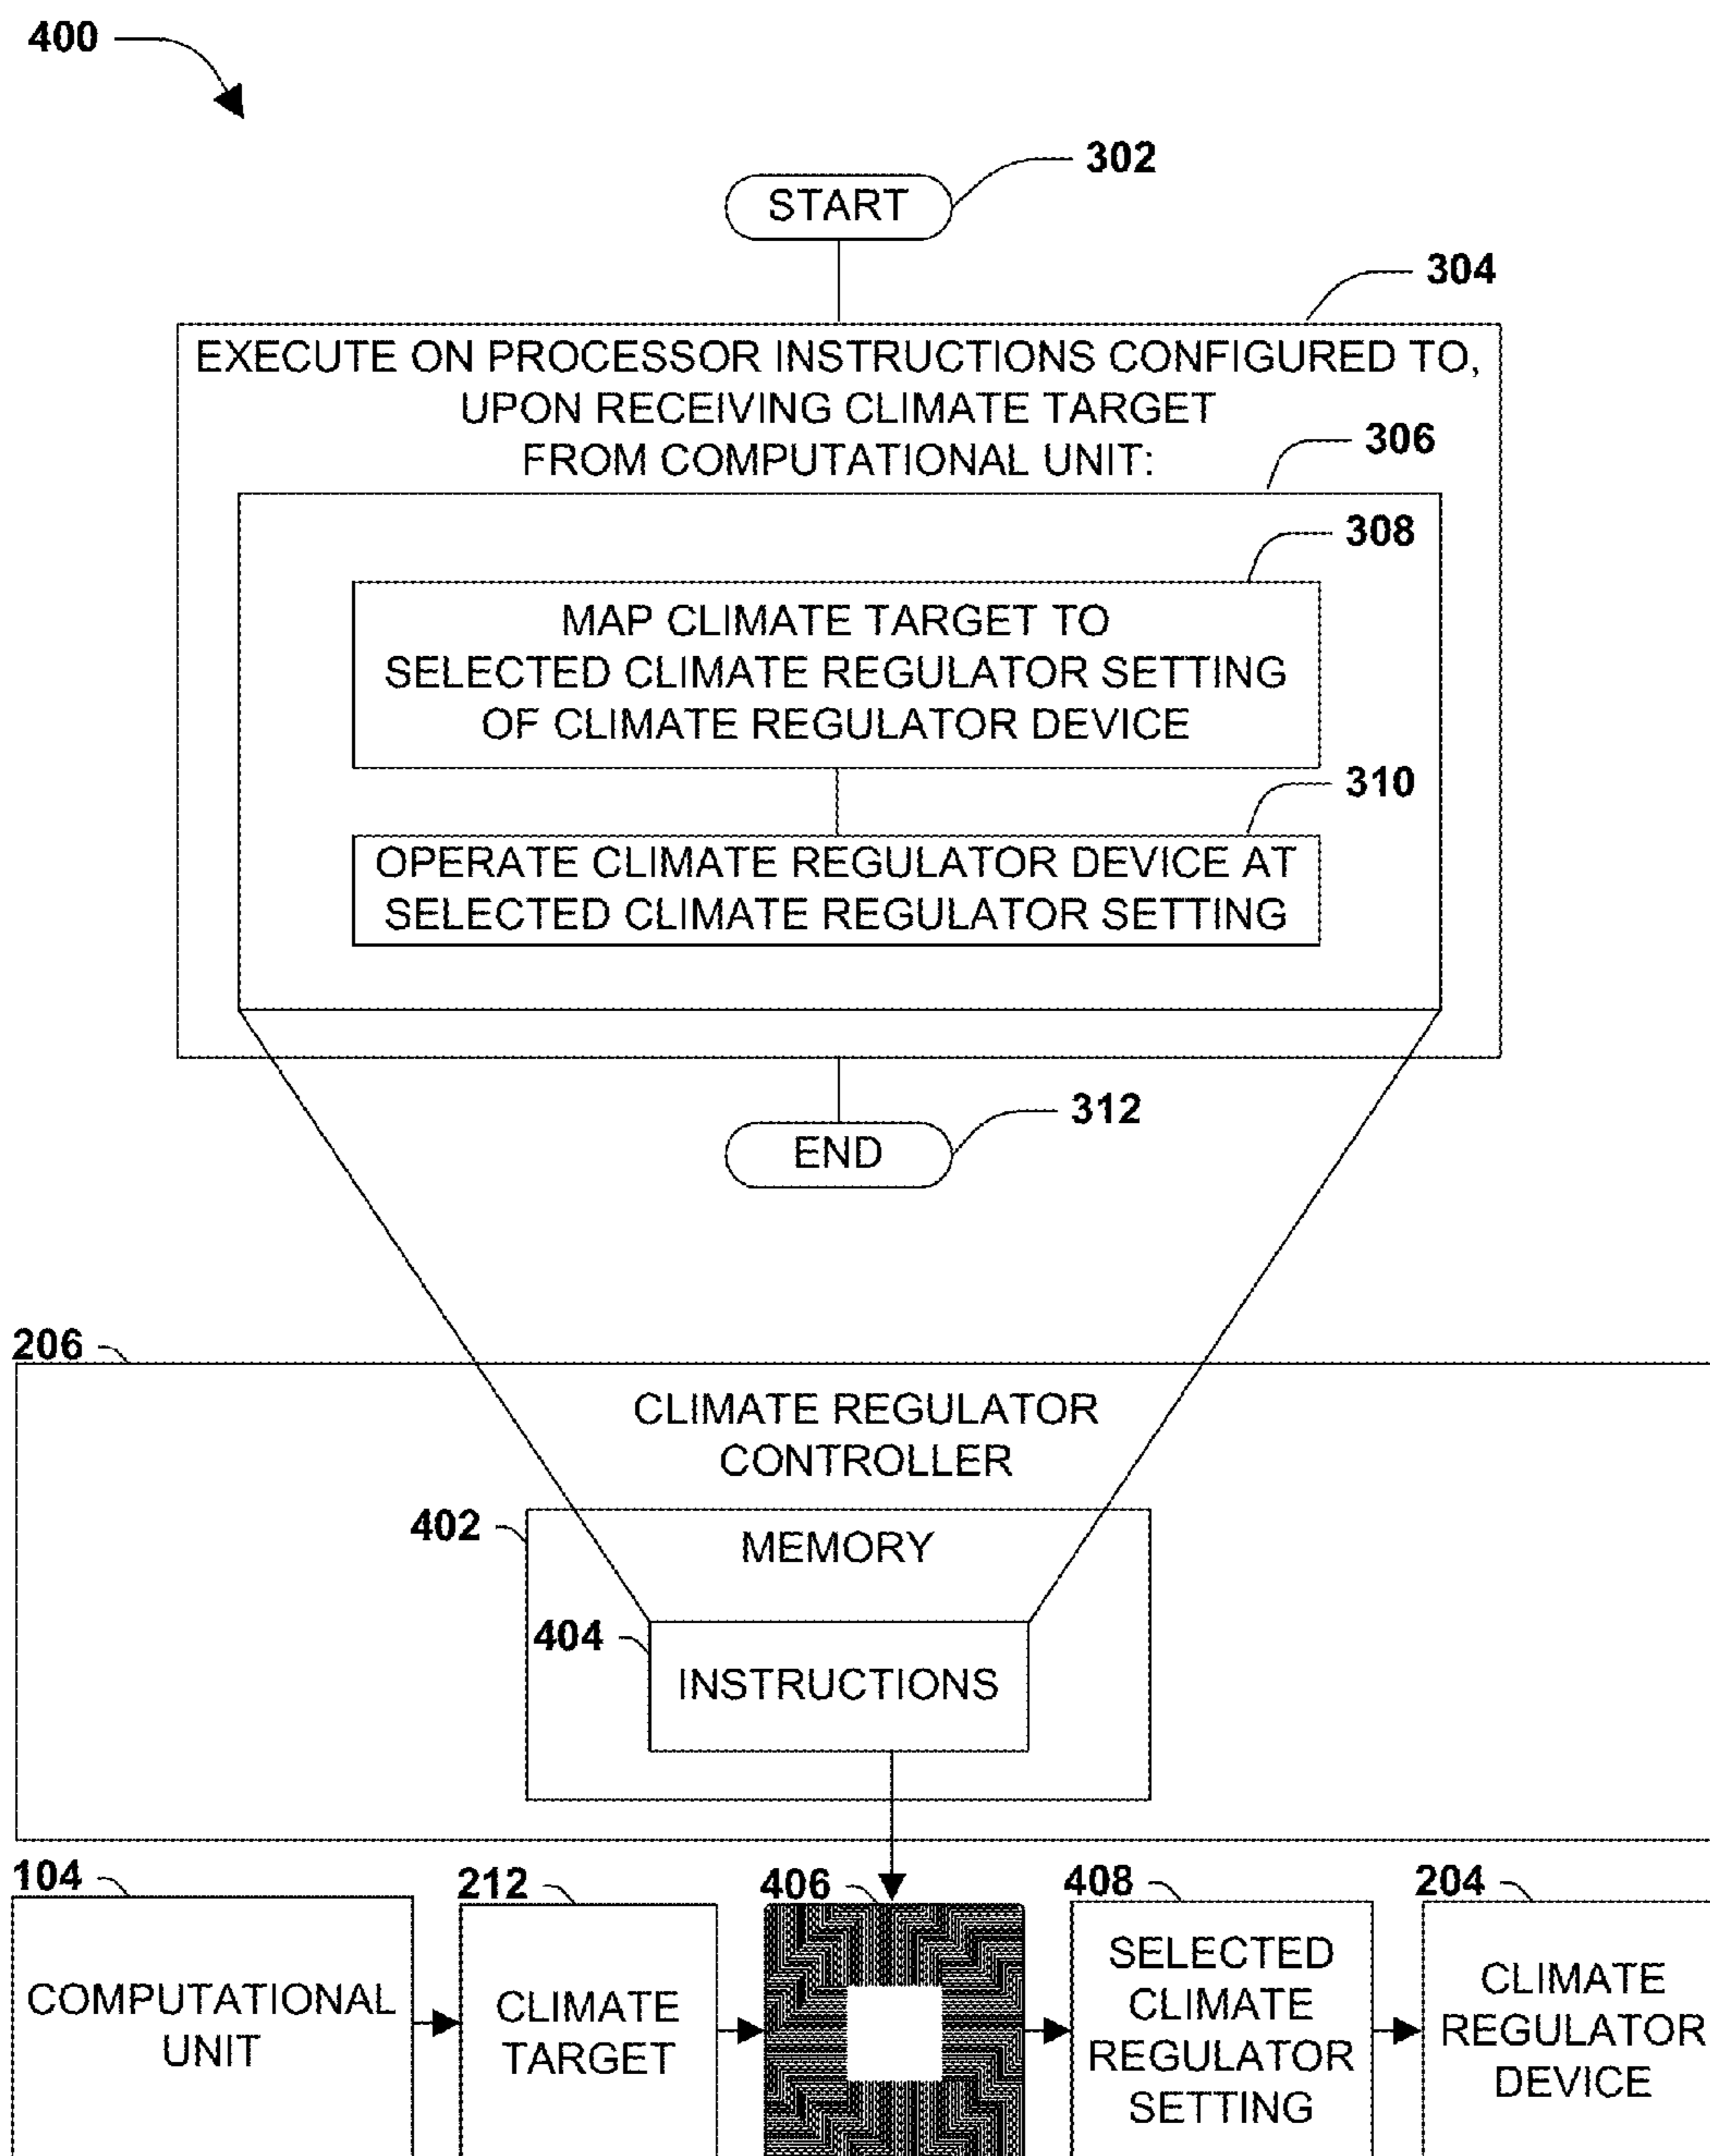 400
302
START
304
EXECUTE ON PROCESSOR INSTRUCTIONS CONFIGURED TO,
UPON RECEIVING CLIMATE TARGET
FROM COMPUTATIONAL UNIT:
306
308
MAP CLIMATE TARGET TO
SELECTED CLIMATE REGULATOR SETTING
OF CLIMATE REGULATOR DEVICE
310
OPERATE CLIMATE REGULATOR DEVICE AT
SELECTED CLIMATE REGULATOR SETTING
312
END
206
CLIMATE REGULATOR
CONTROLLER
402
MEMORY
404
INSTRUCTIONS
104
COMPUTATIONAL
UNIT
212
CLIMATE
TARGET
406
408
SELECTED
CLIMATE
REGULATOR
SETTING
204
CLIMATE
REGULATOR
DEVICE